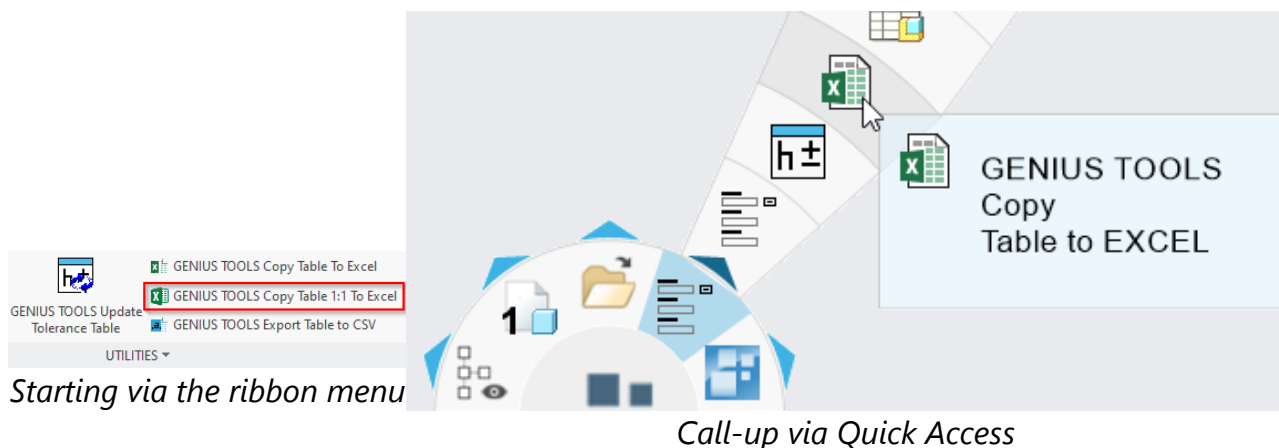 GENIUS TOOLS
Copy
Table to EXCEL
1
GENIUS TOOLS Update
Tolerance Table
GENIUS TOOLS Copy Table To Excel
GENIUS TOOLS Copy Table 1:1 To Excel
GENIUS TOOLS Export Table to CSV
UTILITIES
Starting via the ribbon menu
Call-up via Quick Access